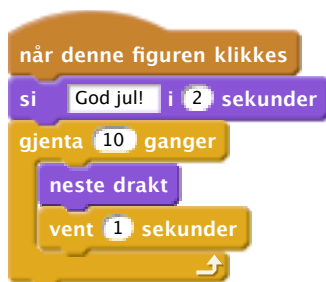 når denne figuren klikkes
si God jul! i 2 sekunder
gjenta 10 ganger
neste drakt
vent 1 sekunder